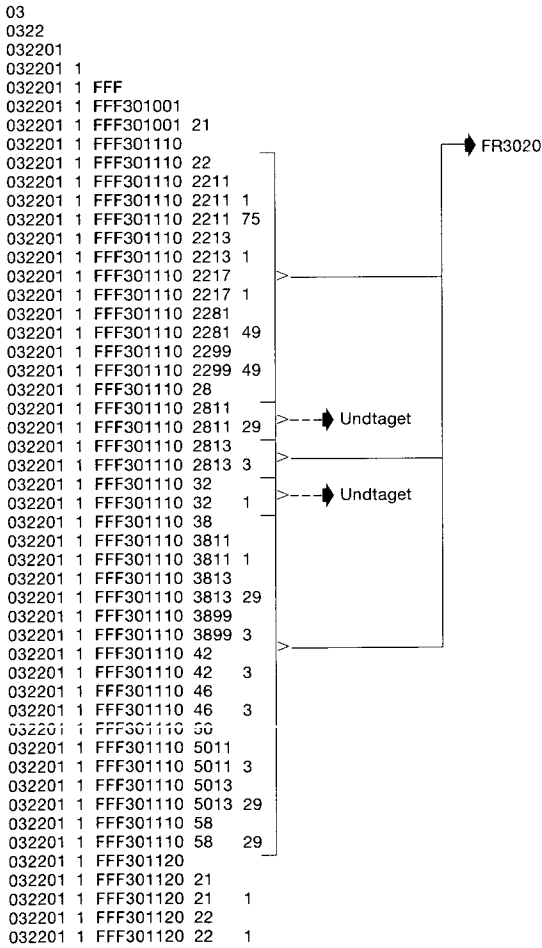 03
0322
032201
032201 1
032201 1 FFF
032201 1 FFF301001
032201 1 FFF301001 21
032201 1 FFF301110
FR3020
032201 1 FFF301110 22
032201 1 FFF301110 2211
032201 1 FFF301110 2211 1
032201 1 FFF301110 2211 75
032201 1 FFF301110 2213
032201 1 FFF301110 2213 1
032201 1 FFF301110 2217
032201 1 FFF301110 2217 1
032201 1 FFF301110 2281
032201 1 FFF301110 2281 49
032201 1 FFF301110 2299
032201 1 FFF301110 2299 49
032201 1 FFF301110 28
032201 1 FFF301110 2811
Undtaget
032201 1 FFF301110 2811 29
032201 1 FFF301110 2813
032201 1 FFF301110 2813 3
032201 1 FFF301110 32
Undtaget
032201 1 FFF301110 32 1
032201 1 FFF301110 38
032201 1 FFF301110 3811
032201 1 FFF301110 3811 1
032201 1 FFF301110 3813
032201 1 FFF301110 3813 29
032201 1 FFF301110 3899
032201 1 FFF301110 3899 3
032201 1 FFF301110 42
032201 1 FFF301110 42 3
032201 1 FFF301110 46
032201 1 FFF301110 46 3
032201 1 FFF301110 50
032201 1 FFF301110 5011
032201 1 FFF301110 5011 3
032201 1 FFF301110 5013
032201 1 FFF301110 5013 29
032201 1 FFF301110 58
032201 1 FFF301110 58 29
032201 1 FFF301120
032201 1 FFF301120 21
032201 1 FFF301120 21 1
032201 1 FFF301120 22
032201 1 FFF301120 22 1